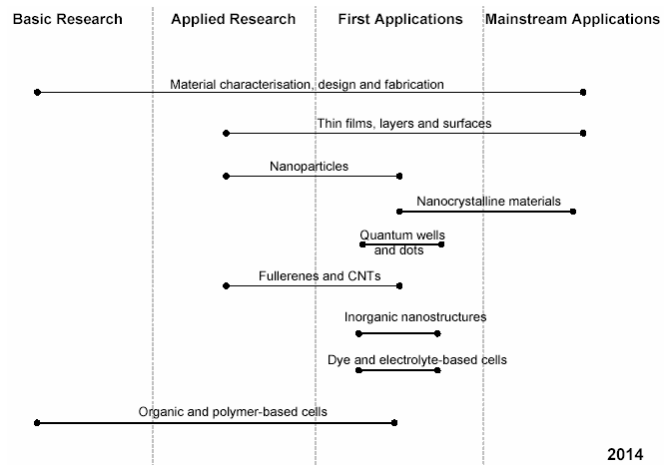 Basic Research Applied Research First Applications Mainstream Applications
Material characterisation, design and fabrication
Thin films, layers and surfaces
Nanoparticles
Nanocrystalline materials
Quantum wells
and dots
Fullerenes and CNTs
Inorganic nanostructures
Dye and electrolyte-based cells
Organic and polymer-based cells
2014